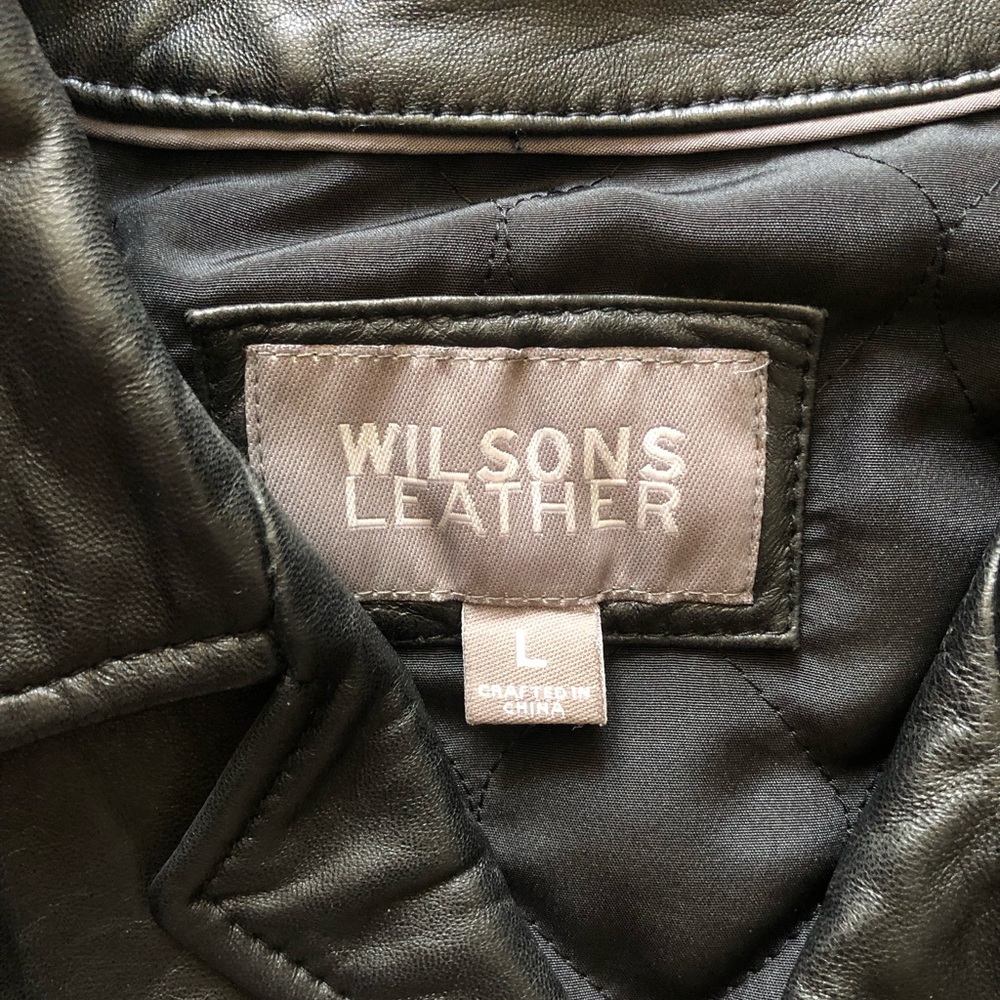 WILSONS
LEATHER
L
CRAFTED IN
CHINA